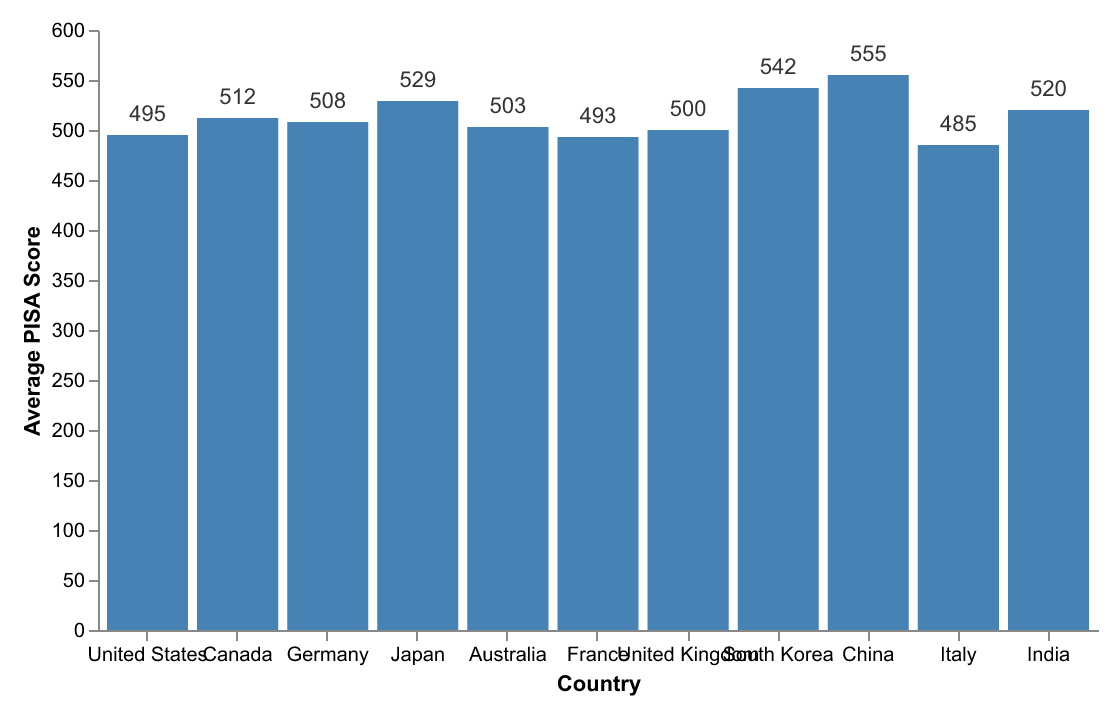 Average PISA Score
600
550
500
450
400
350
300
250
200
150
100
50
0
495
512
508
529
503
493
500
542
555
485
520
United States
Canada
Germany
Japan
Australia
France
United Kingdom
South Korea
China
Italy
India
Country